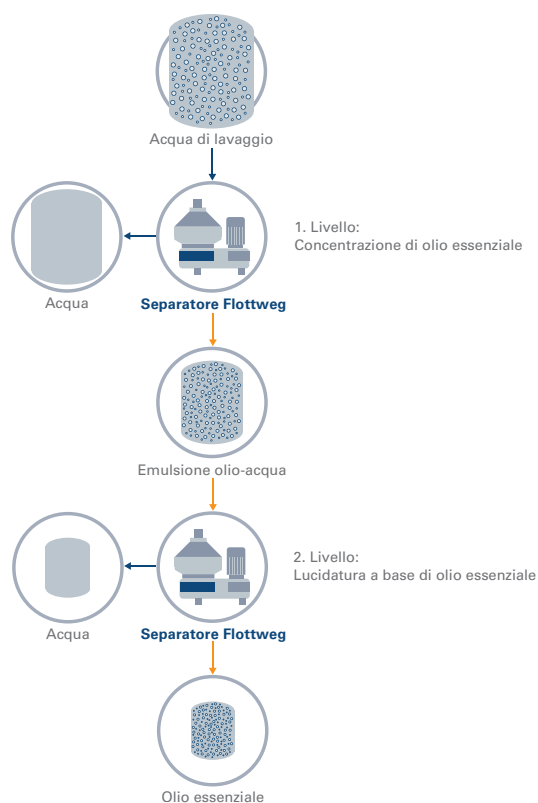 Acqua di lavaggio
1. Livello:
Concentrazione di olio essenziale
Acqua
Separatore Flottweg
Emulsione olio-acqua
2. Livello:
Lucidatura a base di olio essenziale
Acqua
Separatore Flottweg
Olio essenziale